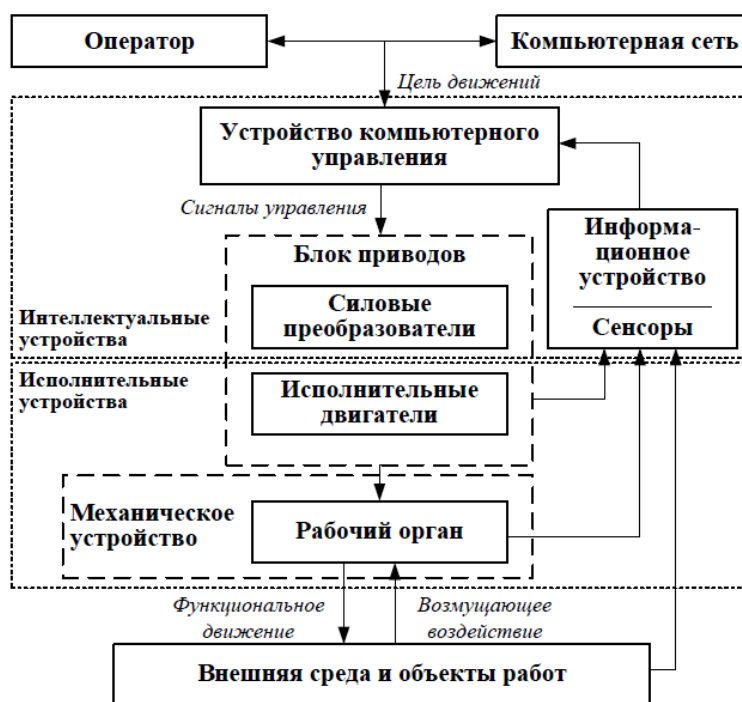 Оператор
Компьютерная сеть
Цель движений
Устройство компьютерного
управления
Сигналы управления
Блок приводов
Силовые
преобразователи
Информа-
ционное
устройство
Сенсоры
Интеллектуальные
устройства
Исполнительные
устройства
Исполнительные
двигатели
Механическое
устройство
Рабочий орган
Функциональное
движение
Возмущающее
воздействие
Внешняя среда и объекты работ